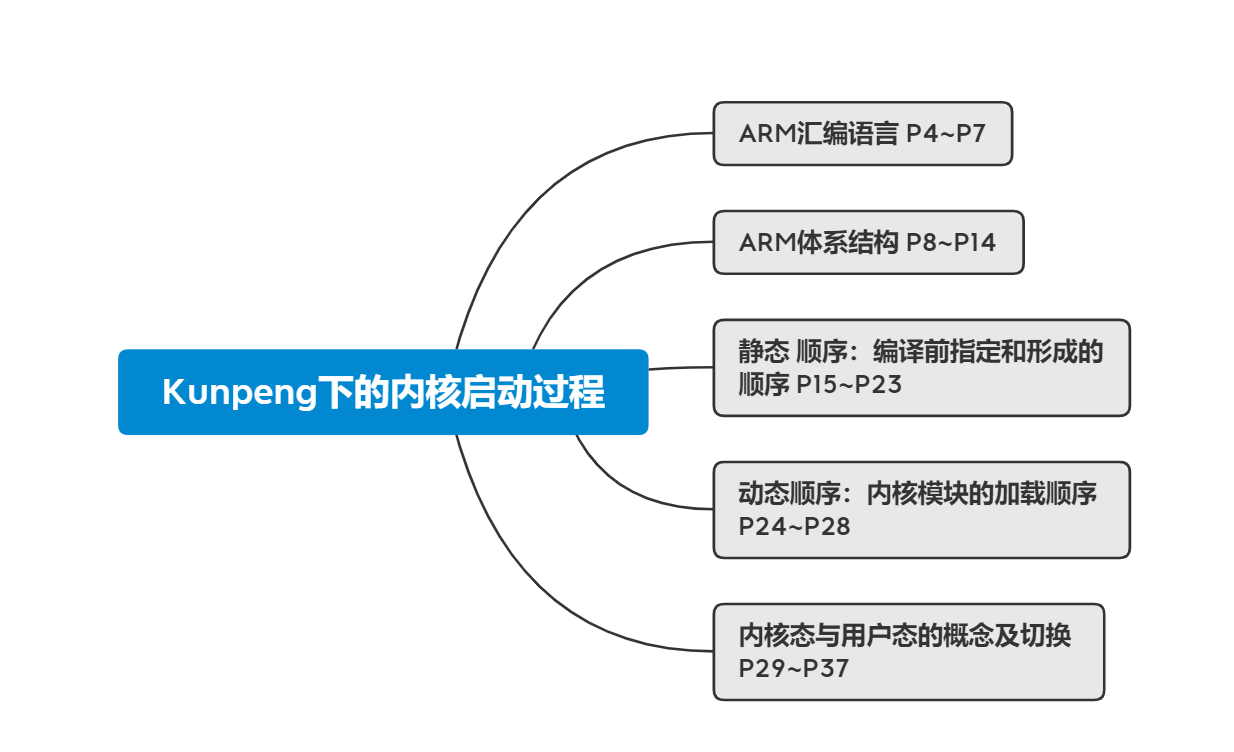 ARM汇编语言 P4~P7
ARM体系结构 P8~P14
静态 顺序：编译前指定和形成的
顺序 P15~P23
Kunpeng下的内核启动过程
动态顺序：内核模块的加载顺序
P24~P28
内核态与用户态的概念及切换
P29~P37